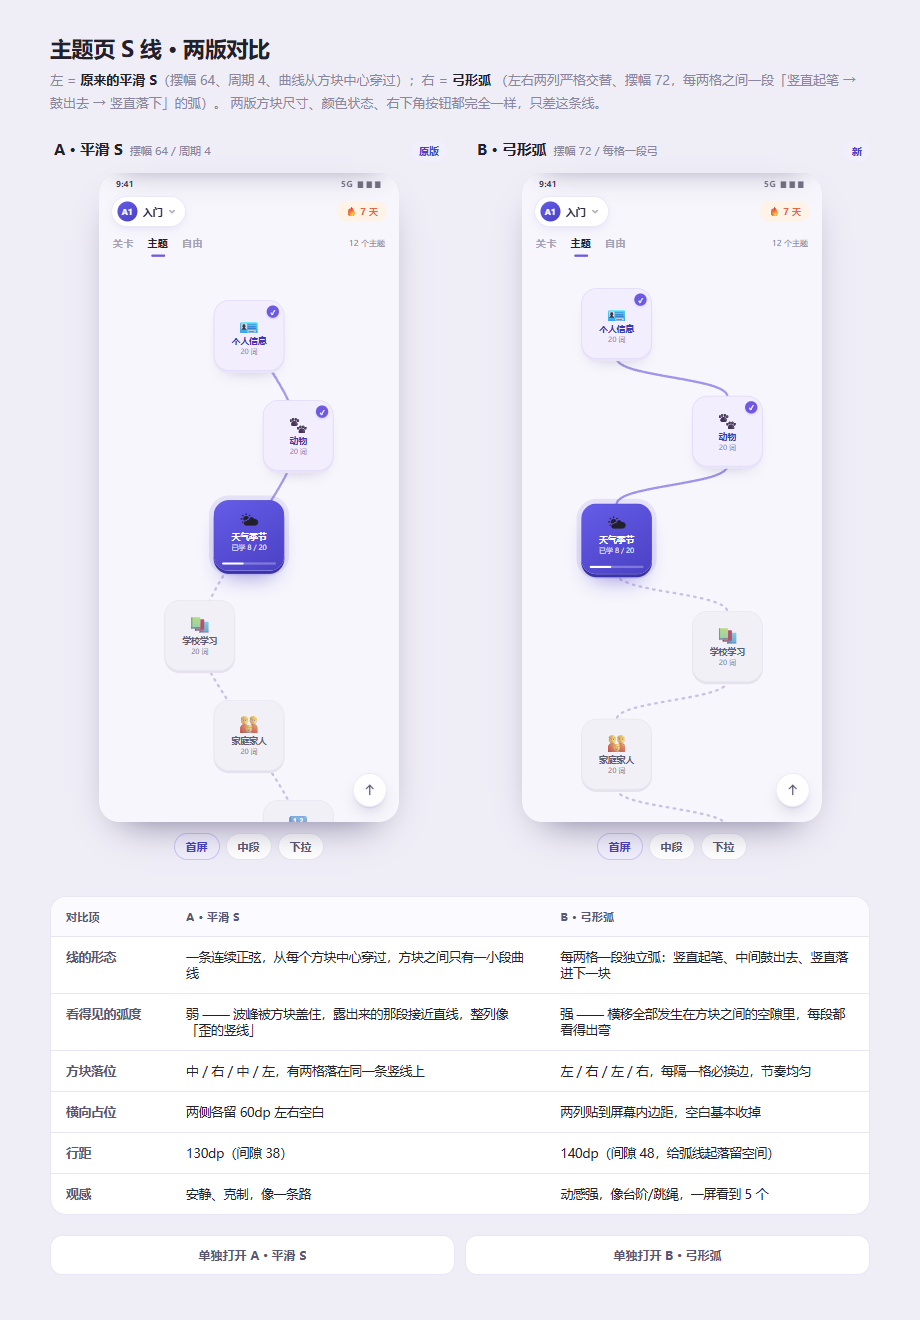 主题页 S 线 • 两版对比
左 = 原来的平滑 S（摆幅 64、周期 4、曲线从方块中心穿过）；右 = 弓形弧 （左右两列严格交替、摆幅 72，每两格之间一段「竖直起笔 →
鼓出去 → 竖直落下」的弧）。 两版方块尺寸、颜色状态、右下角按钮都完全一样，只差这条线。
A • 平滑 S 摆幅 64 / 周期 4 原版
9:41 5G
A1 入门 7 天
关卡 主题 自由 12 个主题
个人信息
20 词
动物
20 词
天气季节
已学 8 / 20
学校学习
20 词
家庭家人
20 词
首屏 中段 下拉
B • 弓形弧 摆幅 72 / 每格一段弓 新
9:41 5G
A1 入门 7 天
关卡 主题 自由 12 个主题
个人信息
20 词
动物
20 词
天气季节
已学 8 / 20
学校学习
20 词
家庭家人
20 词
首屏 中段 下拉
对比项 A • 平滑 S B • 弓形弧
线的形态 一条连续正弦，从每个方块中心穿过，方块之间只有一小段曲
线
每两格一段独立弧：竖直起笔、中间鼓出去、竖直落
进下一块
看得见的弧度 弱 —— 波峰被方块盖住，露出来的那段接近直线，整列像
「歪的竖线」
强 —— 横移全部发生在方块之间的空隙里，每段都
看得出弯
方块落位 中 / 右 / 中 / 左，有两格落在同一条竖线上 左 / 右 / 左 / 右，每隔一格必换边，节奏均匀
横向占位 两侧各留 60dp 左右空白 两列贴到屏幕内边距，空白基本收掉
行距 130dp（间隙 38） 140dp（间隙 48，给弧线起落留空间）
观感 安静、克制，像一条路 动感强，像台阶/跳绳，一屏看到 5 个
单独打开 A • 平滑 S 单独打开 B • 弓形弧